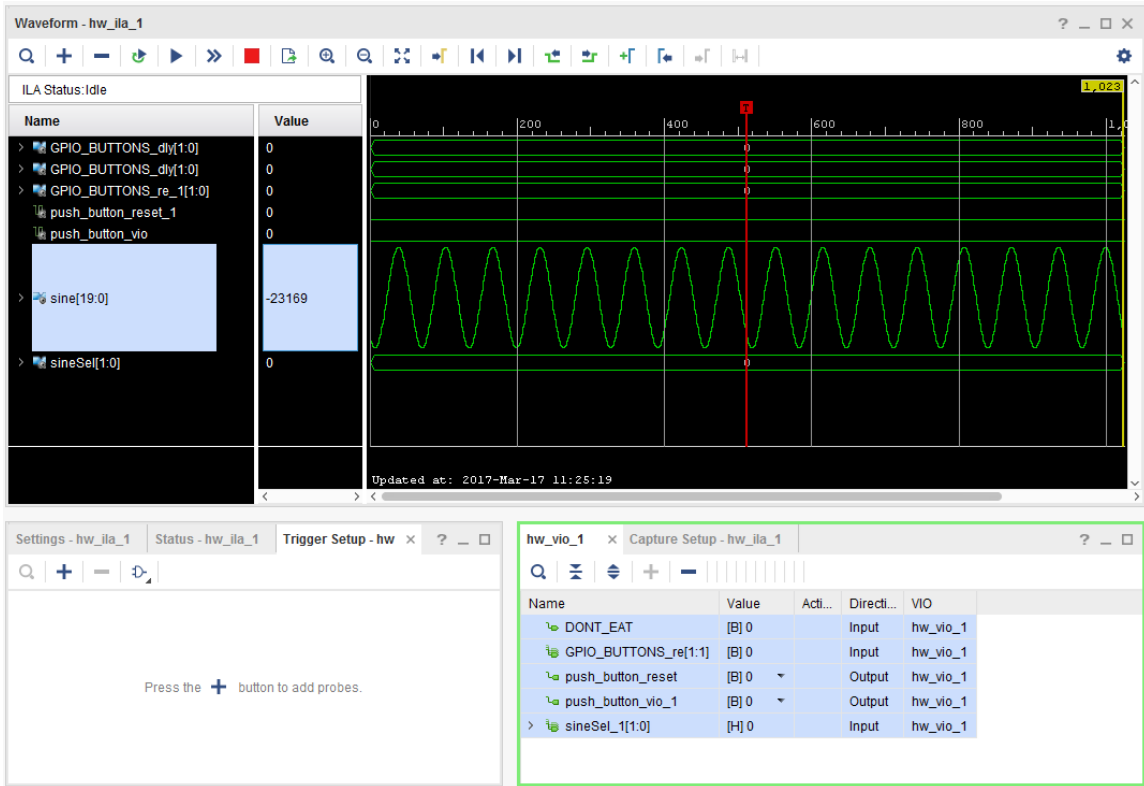 Waveform - hw_ila_1 ? _ □ X
ILA Status:Idle 1,023
Name Value T
0 200 400 600 800 1,0
GPIO_BUTTONS_dly[1:0] 0 0
GPIO_BUTTONS_dly[1:0] 0 0
GPIO_BUTTONS_re_1[1:0] 0 0
push_button_reset_1 0
push_button_vio 0
sine[19:0] -23169
sineSel[1:0] 0 0
Updated at: 2017-Mar-17 11:25:19
Settings - hw_ila_1 Status - hw_ila_1 Trigger Setup - hw × ? _ □
Press the + button to add probes.
hw_vio_1 × Capture Setup - hw_ila_1 ? _ □
Name Value Acti... Directi... VIO
DONT_EAT [B] 0 Input hw_vio_1
GPIO_BUTTONS_re[1:1] [B] 0 Input hw_vio_1
push_button_reset [B] 0 Output hw_vio_1
push_button_vio_1 [B] 0 Output hw_vio_1
sineSel_1[1:0] [H] 0 Input hw_vio_1